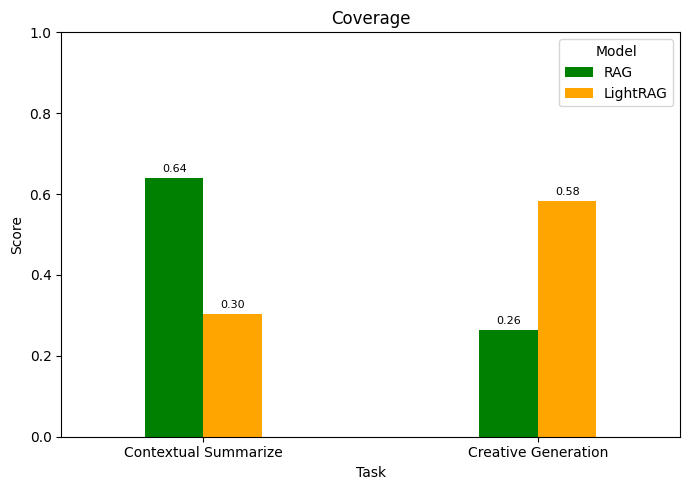 Coverage
Model
RAG
LightRAG
1.0
0.8
0.6
0.4
0.2
0.0
Score
0.64
0.30
0.26
0.58
Contextual Summarize
Creative Generation
Task